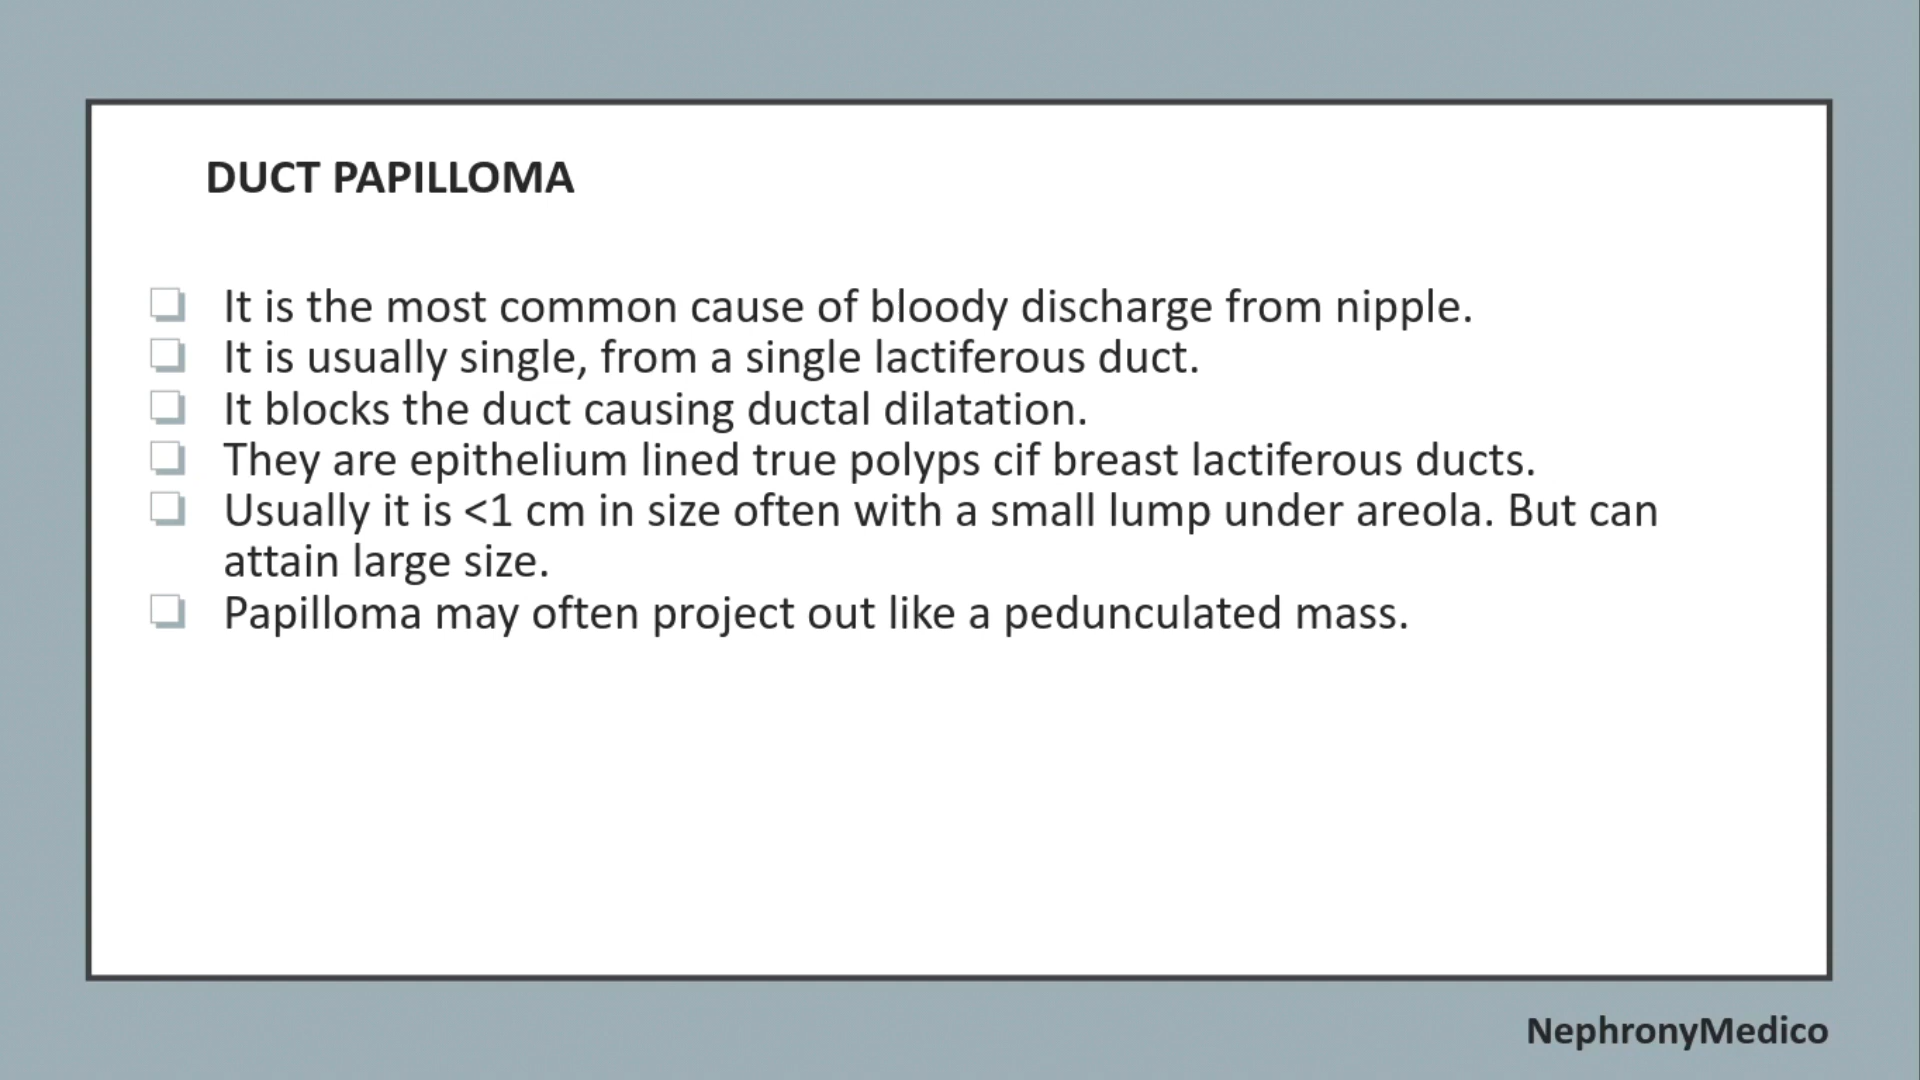 DUCT PAPILLOMA
It is the most common cause of bloody discharge from nipple.
It is usually single, from a single lactiferous duct.
It blocks the duct causing ductal dilatation.
They are epithelium lined true polyps cif breast lactiferous ducts.
Usually it is <1 cm in size often with a small lump under areola. But can
attain large size.
Papilloma may often project out like a pedunculated mass.
NephronyMedico